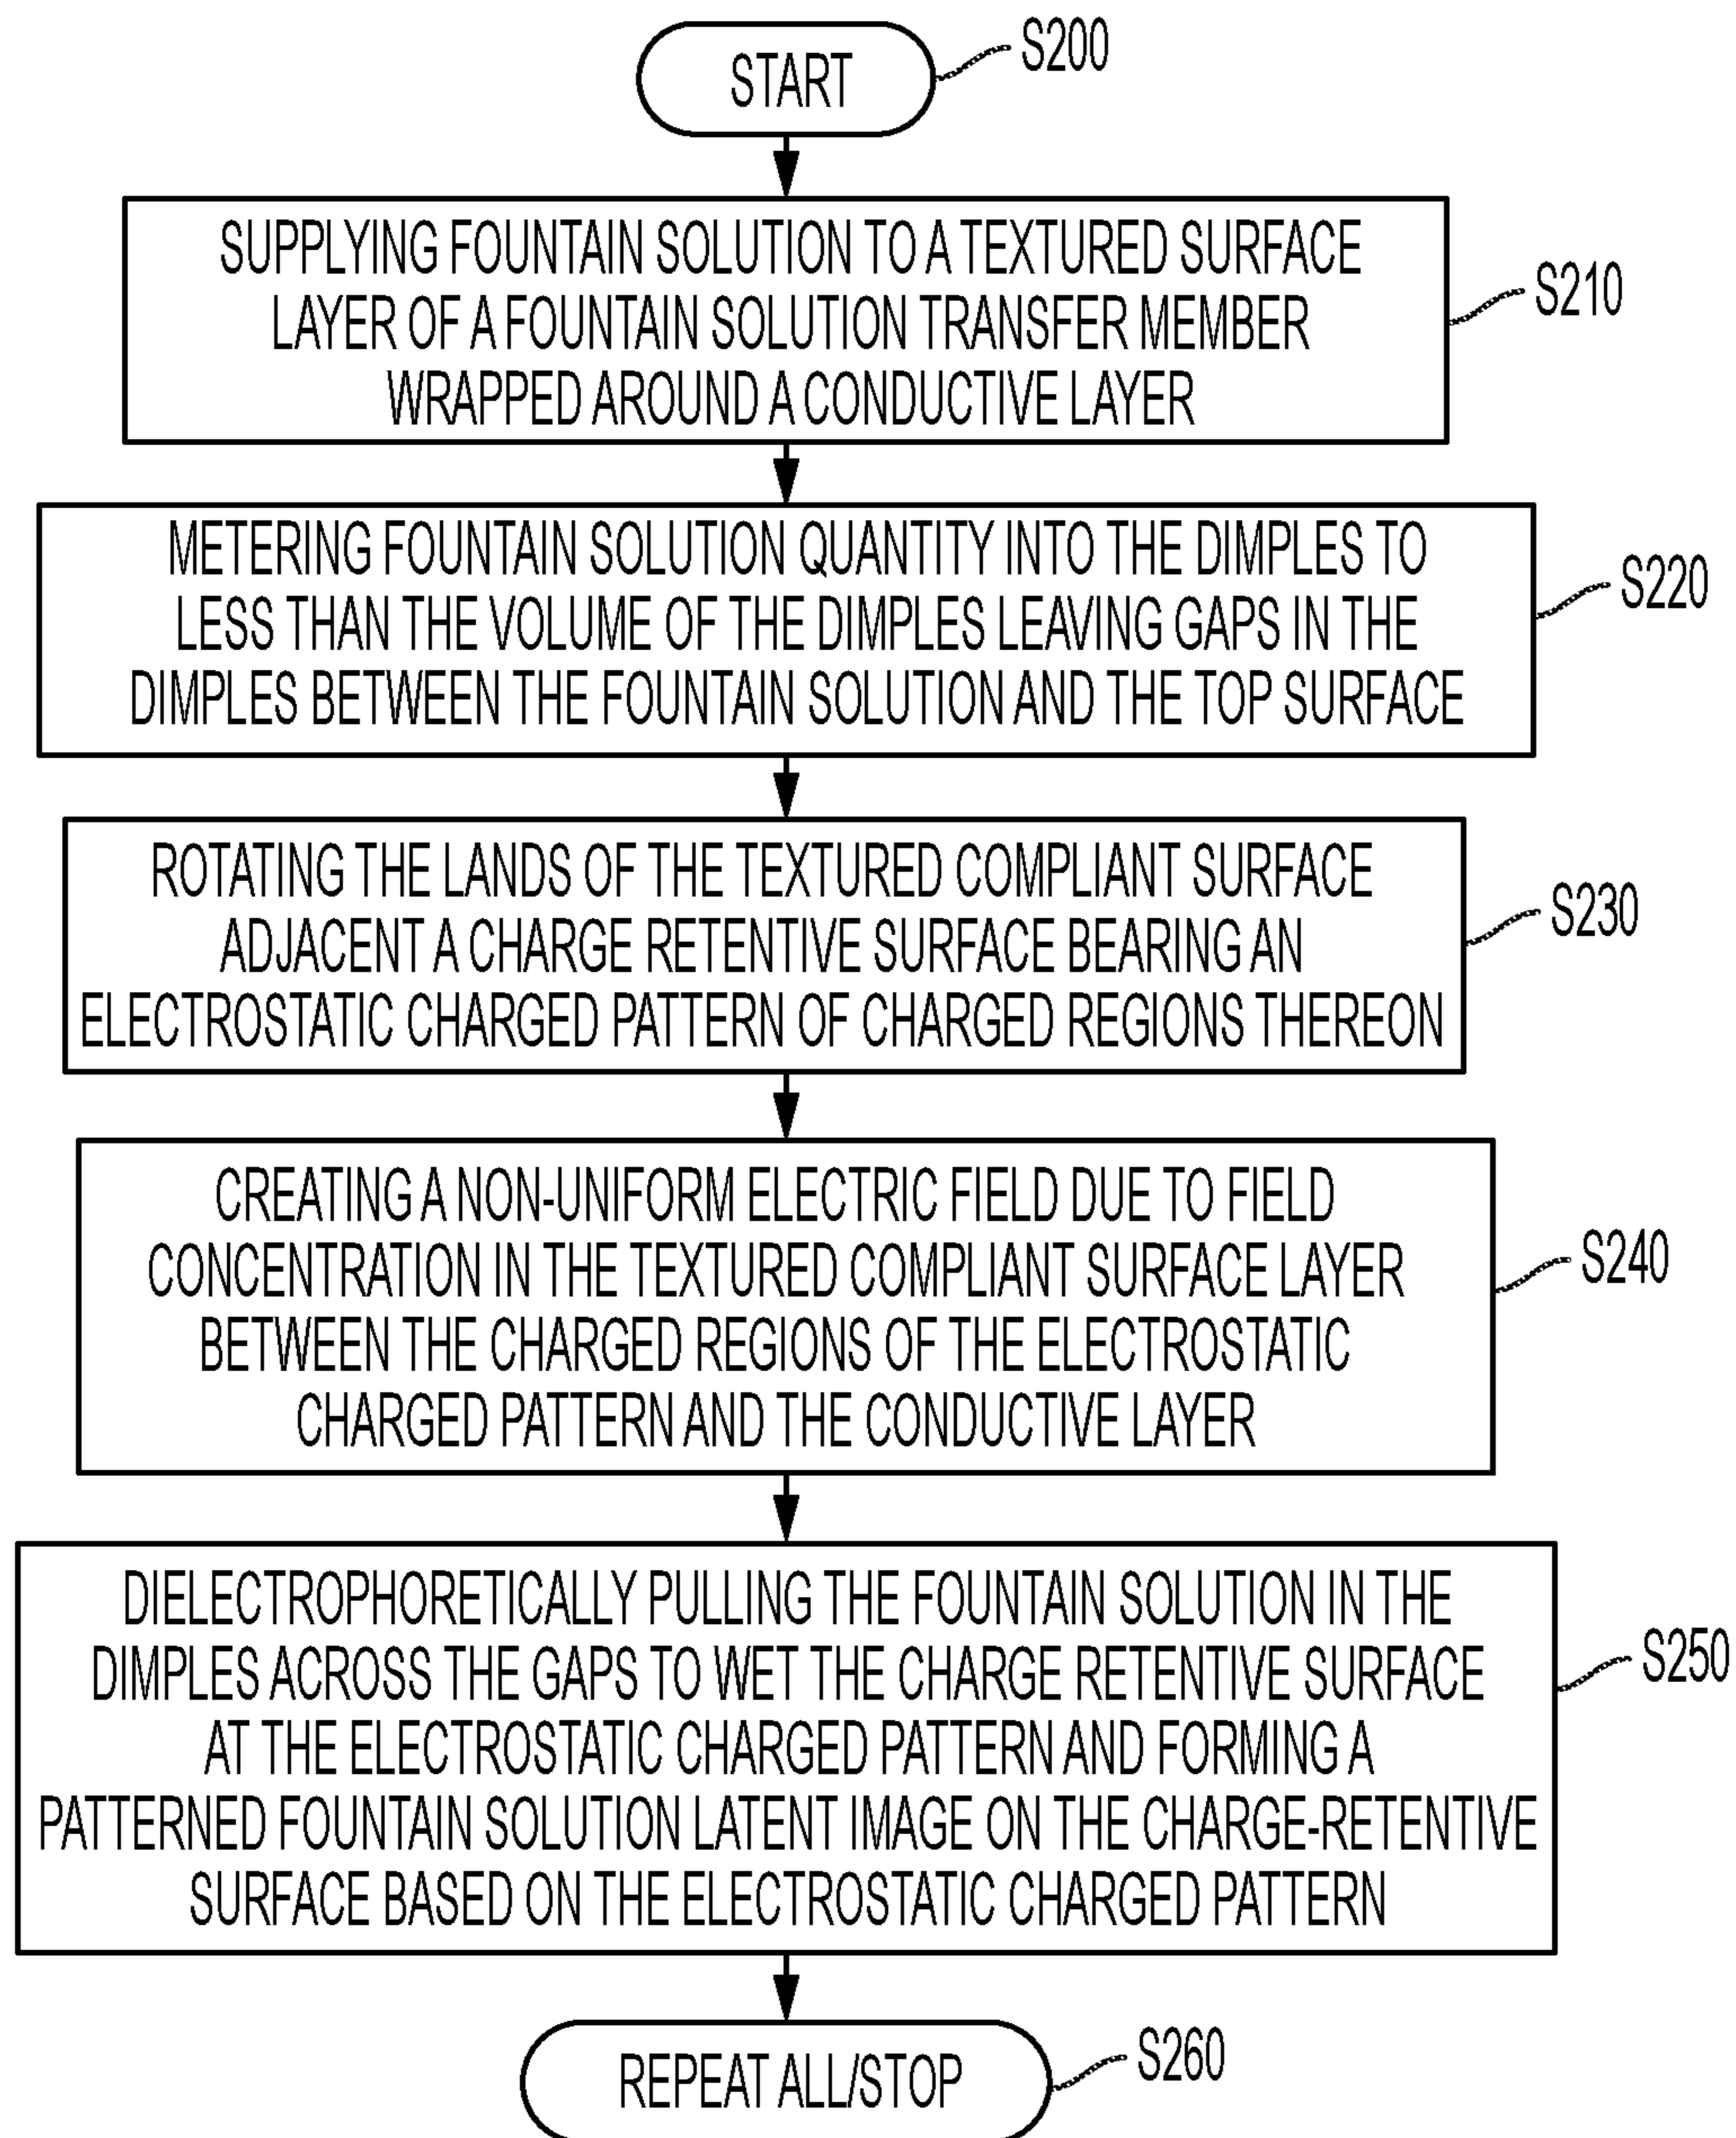 START
S200
SUPPLYING FOUNTAIN SOLUTION TO A TEXTURED SURFACE
LAYER OF A FOUNTAIN SOLUTION TRANSFER MEMBER
WRAPPED AROUND A CONDUCTIVE LAYER
S210
METERING FOUNTAIN SOLUTION QUANTITY INTO THE DIMPLES TO
LESS THAN THE VOLUME OF THE DIMPLES LEAVING GAPS IN THE
DIMPLES BETWEEN THE FOUNTAIN SOLUTION AND THE TOP SURFACE
S220
ROTATING THE LANDS OF THE TEXTURED COMPLIANT SURFACE
ADJACENT A CHARGE RETENTIVE SURFACE BEARING AN
ELECTROSTATIC CHARGED PATTERN OF CHARGED REGIONS THEREON
S230
CREATING A NON-UNIFORM ELECTRIC FIELD DUE TO FIELD
CONCENTRATION IN THE TEXTURED COMPLIANT SURFACE LAYER
BETWEEN THE CHARGED REGIONS OF THE ELECTROSTATIC
CHARGED PATTERN AND THE CONDUCTIVE LAYER
S240
DIELECTROPHORETICALLY PULLING THE FOUNTAIN SOLUTION IN THE
DIMPLES ACROSS THE GAPS TO WET THE CHARGE RETENTIVE SURFACE
AT THE ELECTROSTATIC CHARGED PATTERN AND FORMING A
PATTERNED FOUNTAIN SOLUTION LATENT IMAGE ON THE CHARGE-RETENTIVE
SURFACE BASED ON THE ELECTROSTATIC CHARGED PATTERN
S250
REPEAT ALL/STOP
S260